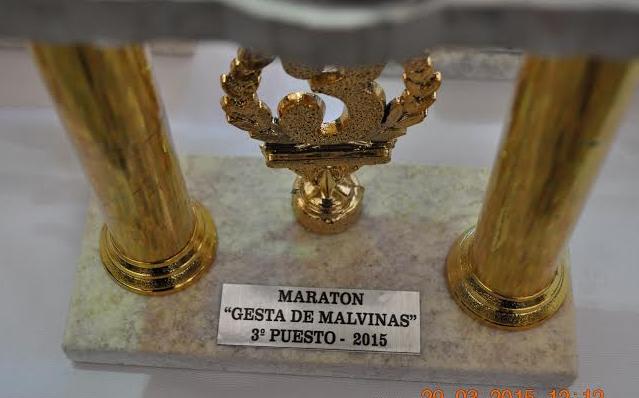 MARATON
"GESTA DE MALVINAS"
3º PUESTO - 2015